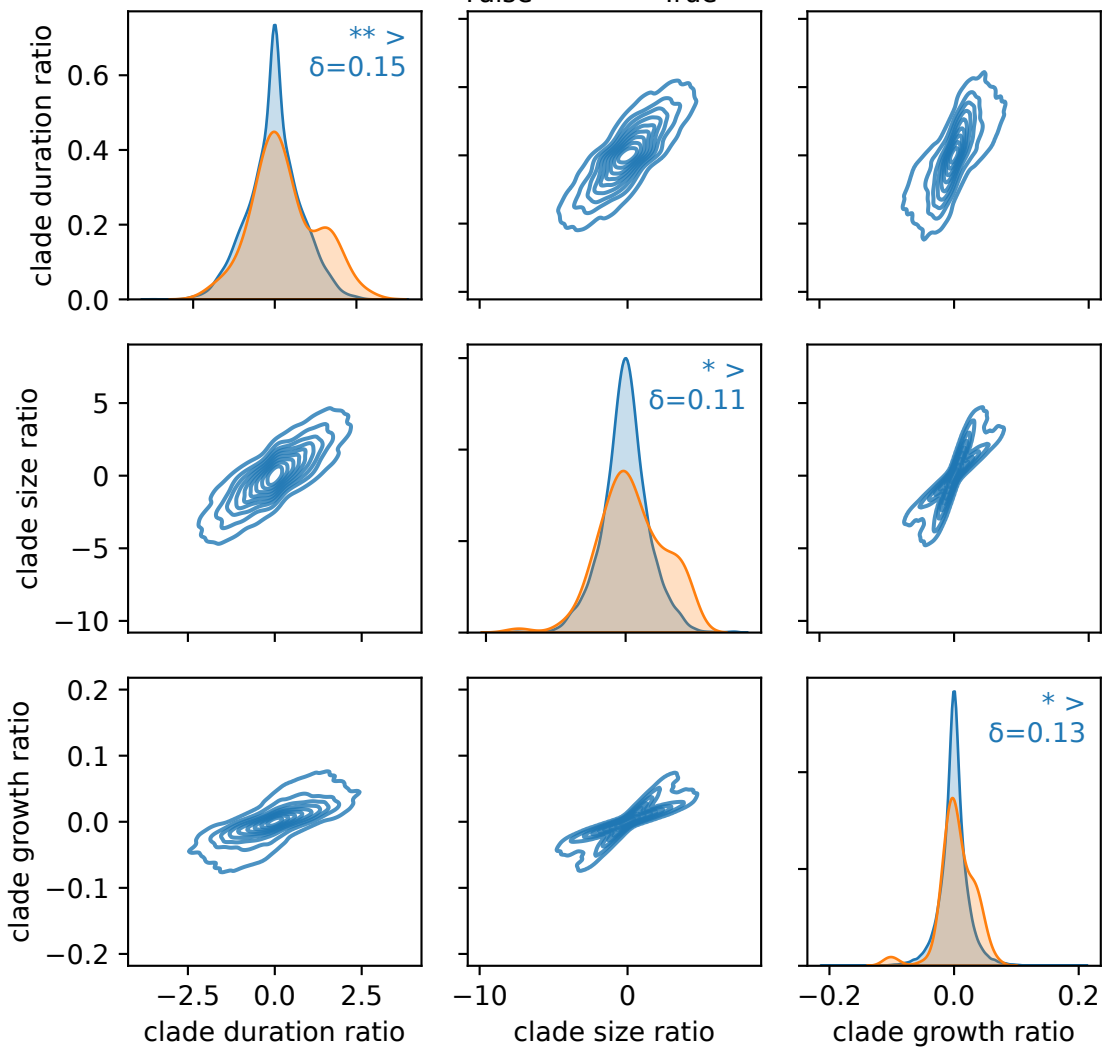 clade duration ratio
0.6
0.4
0.2
0.0
** >
δ=0.15
clade size ratio
5
0
−5
−10
* >
δ=0.11
clade growth ratio
0.2
0.1
0.0
−0.1
−0.2
* >
δ=0.13
−2.5 0.0 2.5
−10 0
−0.2 0.0 0.2
clade duration ratio
clade size ratio
clade growth ratio